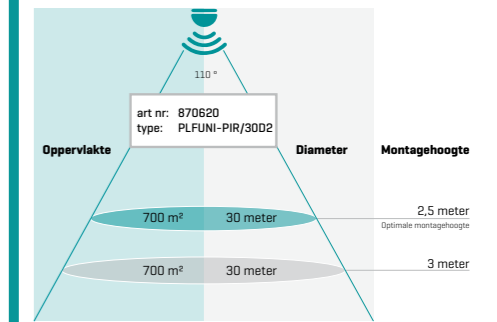 110 °
art nr: 870620
type: PLFUNI-PIR/30D2
Oppervlakte Diameter Montagehoogte
700 m² 30 meter 2,5 meter
Optimale montagehoogte
700 m² 30 meter 3 meter